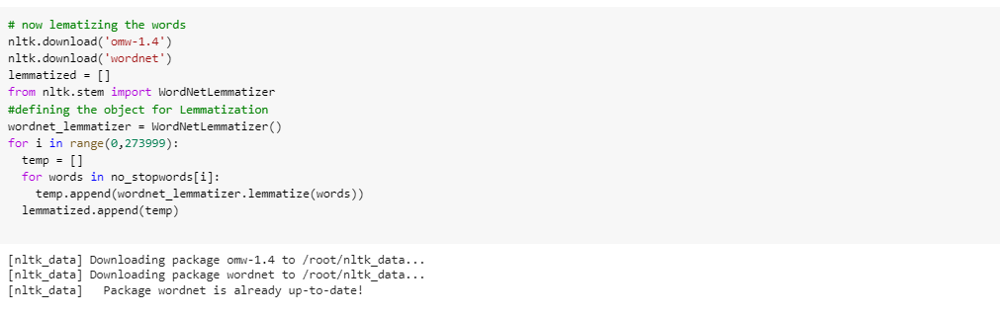 # now lematizing the words
nltk.download('omw-1.4')
nltk.download('wordnet')
lemmatized = []
from nltk.stem import WordNetLemmatizer
#defining the object for Lemmatization
wordnet_lemmatizer = WordNetLemmatizer()
for i in range(0,273999):
  temp = []
  for words in no_stopwords[i]:
    temp.append(wordnet_lemmatizer.lemmatize(words))
  lemmatized.append(temp)
[nltk_data] Downloading package omw-1.4 to /root/nltk_data...
[nltk_data] Downloading package wordnet to /root/nltk_data...
[nltk_data]   Package wordnet is already up-to-date!